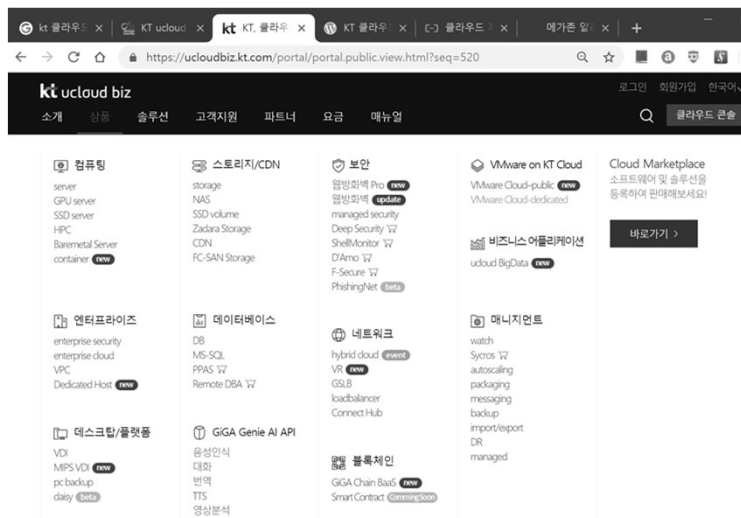 kt 클라우드
KT ucloud
KT, 클라우
KT 클라우드
클라우드
메가존
https://ucloudbiz.kt.com/portal/portal.public.view.html?seq=520
kt ucloud biz
로그인 회원가입 한국어
소개 상품 솔루션 고객지원 파트너 요금 매뉴얼
클라우드 콘솔
컴퓨팅
server
GPU server
SSD server
HPC
Baremetal Server
container new
스토리지/CDN
storage
NAS
SSD volume
Zadara Storage
CDN
FC-SAN Storage
보안
웹방화벽 Pro new
웹방화벽 update
managed security
Deep Security
ShellMonitor
D'Amo
F-Secure
PhishingNet beta
VMware on KT Cloud
VMware Cloud-public new
VMware Cloud-dedicated
비즈니스 어플리케이션
ucloud BigData new
Cloud Marketplace
소프트웨어 및 솔루션을
등록하여 판매해보세요!
바로가기 >
엔터프라이즈
enterprise security
enterprise cloud
VPC
Dedicated Host new
데이터베이스
DB
MS-SQL
PPAS
Remote DBA
네트워크
hybrid cloud event
VR new
GSLB
loadbalancer
Connect Hub
매니지먼트
watch
Sycros
autoscaling
packaging
messaging
backup
import/export
DR
managed
데스크탑/플랫폼
VDI
MIPS VDI new
pc backup
daisy beta
GiGA Genie AI API
음성인식
대화
번역
TTS
영상분석
블록체인
GiGA Chain BaaS new
Smart Contract CommingSoon